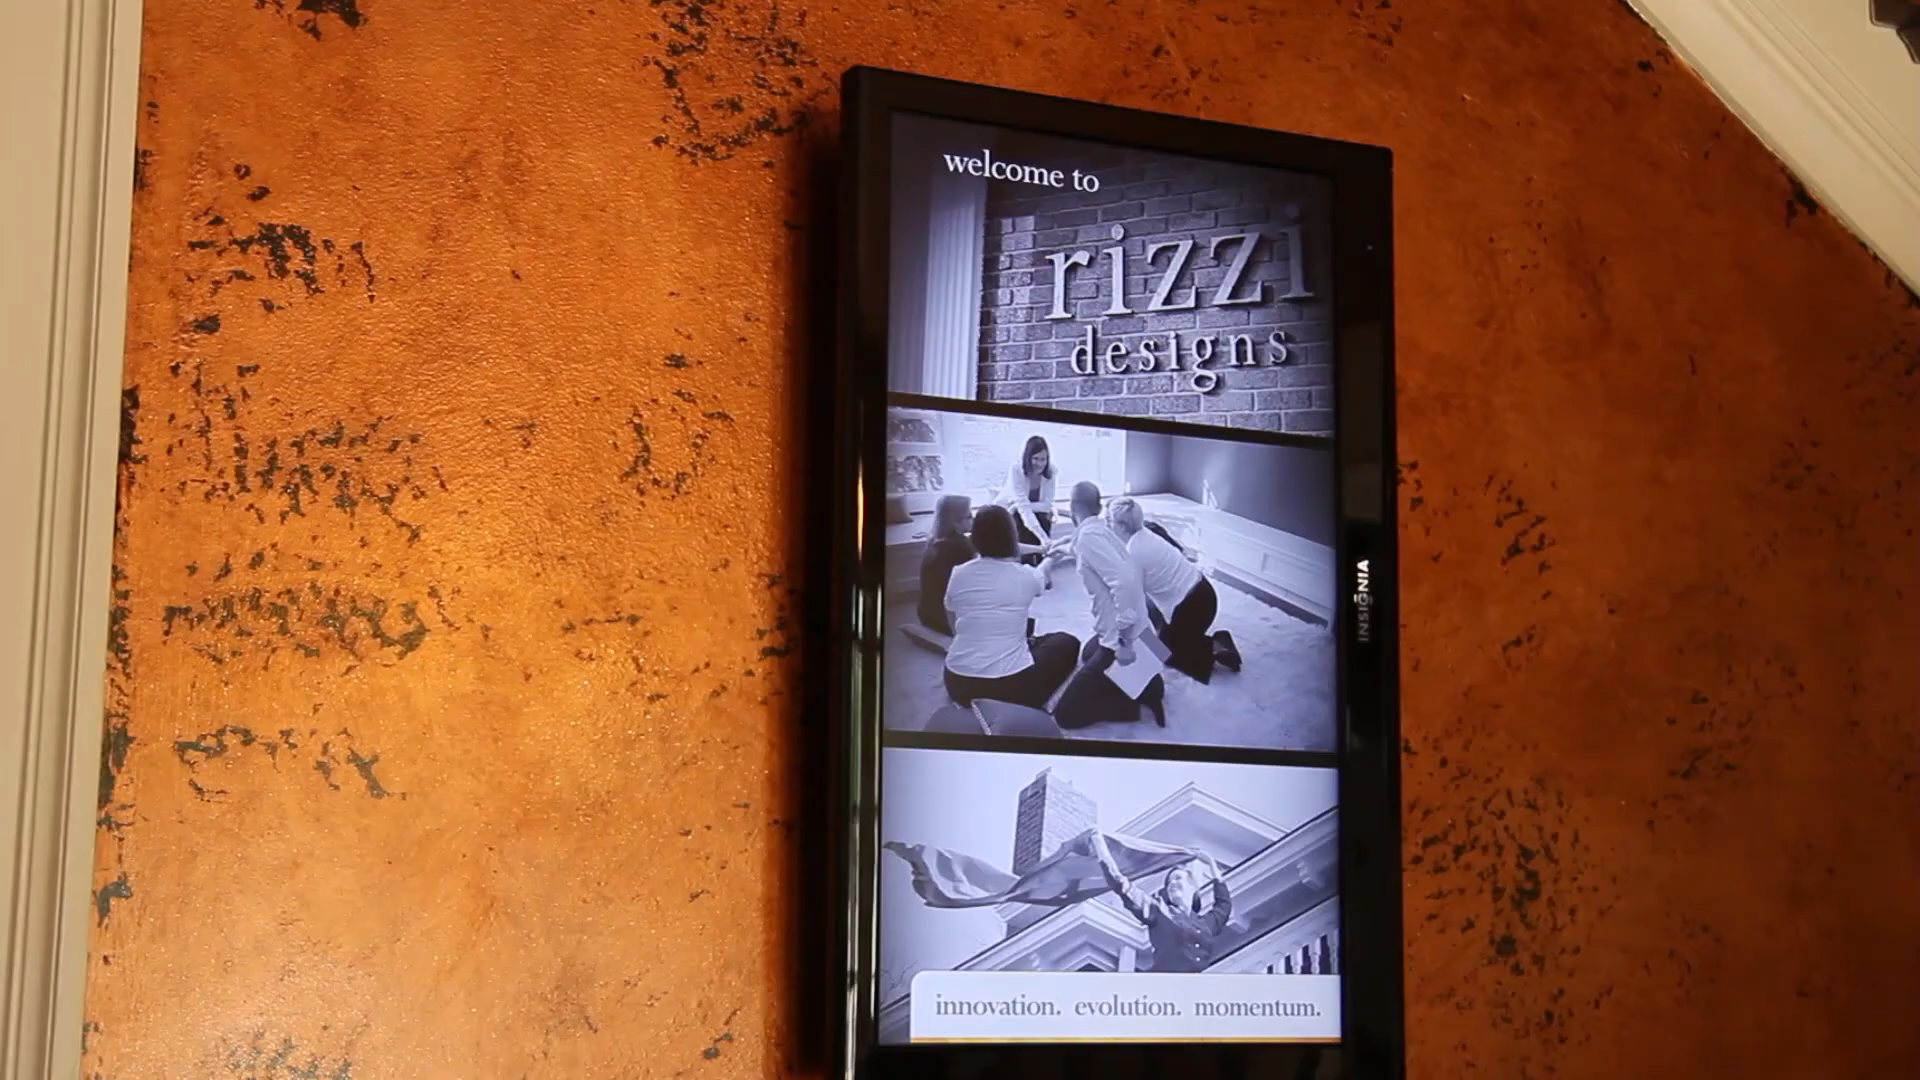 welcome to
rizzi
designs
INSIGNIA
innovation. evolution. momentum.